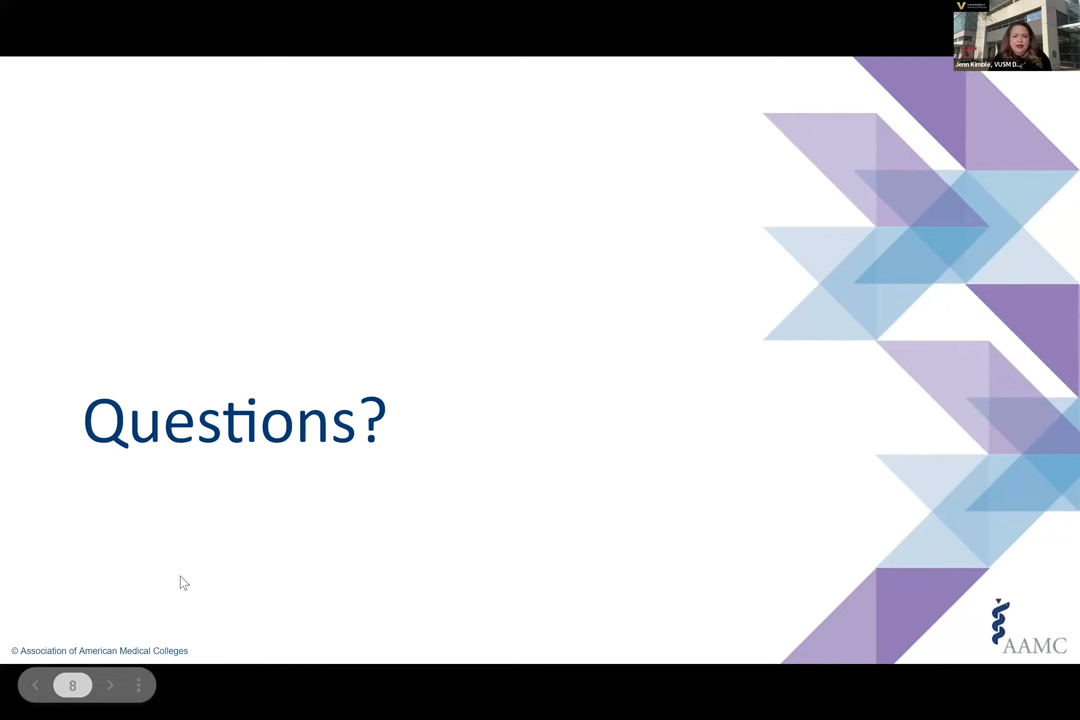 Jenn Kimble, VUSM D...
Questions?
© Association of American Medical Colleges
AAMC
8